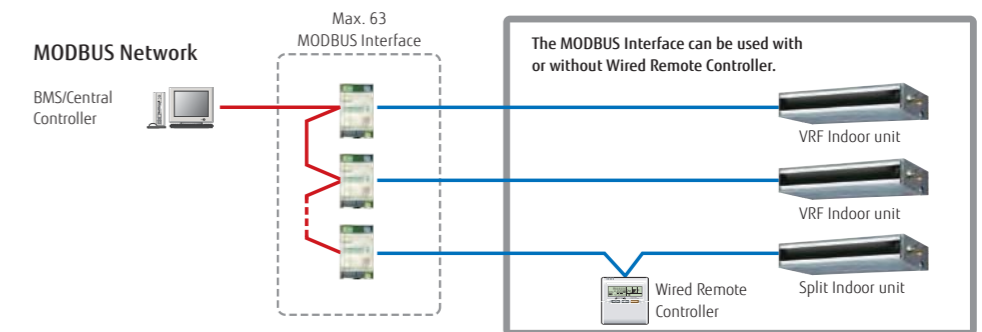 Max. 63
MODBUS Interface
MODBUS Network
The MODBUS Interface can be used with
or without Wired Remote Controller.
BMS/Central
Controller
VRF Indoor unit
VRF Indoor unit
Wired Remote
Controller
Split Indoor unit